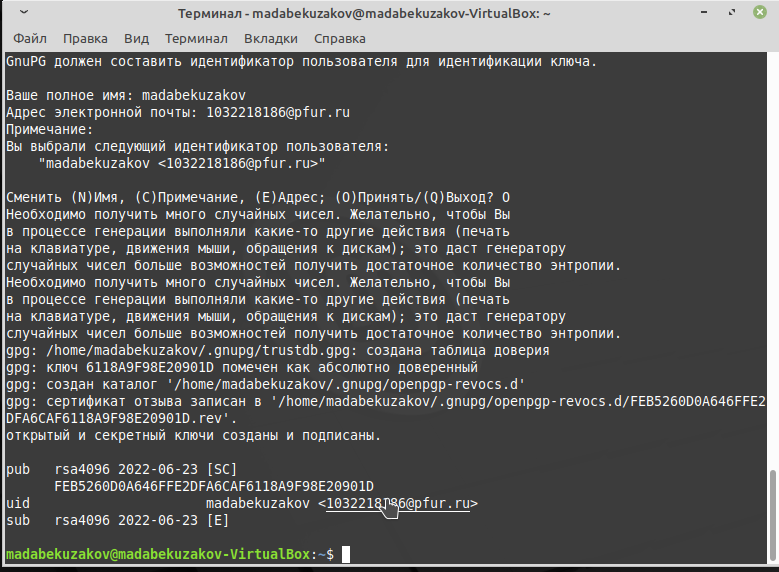 Терминал - madabekuzakov@madabekuzakov-VirtualBox: ~
Файл Правка Вид Терминал Вкладки Справка
GnuPG должен составить идентификатор пользователя для идентификации ключа.
Ваше полное имя: madabekuzakov
Адрес электронной почты: 1032218186@pfur.ru
Примечание:
Вы выбрали следующий идентификатор пользователя:
"madabekuzakov <1032218186@pfur.ru>"
Сменить (N)Имя, (C)Примечание, (E)Адрес; (O)Принять/(Q)Выход? O
Необходимо получить много случайных чисел. Желательно, чтобы Вы
в процессе генерации выполняли какие-то другие действия (печать
на клавиатуре, движения мыши, обращения к дискам); это даст генератору
случайных чисел больше возможностей получить достаточное количество энтропии.
Необходимо получить много случайных чисел. Желательно, чтобы Вы
в процессе генерации выполняли какие-то другие действия (печать
на клавиатуре, движения мыши, обращения к дискам); это даст генератору
случайных чисел больше возможностей получить достаточное количество энтропии.
gpg: /home/madabekuzakov/.gnupg/trustdb.gpg: создана таблица доверия
gpg: ключ 6118A9F98E20901D помечен как абсолютно доверенный
gpg: создан каталог '/home/madabekuzakov/.gnupg/openpgp-revocs.d'
gpg: сертификат отзыва записан в '/home/madabekuzakov/.gnupg/openpgp-revocs.d/FEB5260D0A646FFE2
DFA6CAF6118A9F98E20901D.rev'.
открытый и секретный ключи созданы и подписаны.
pub rsa4096 2022-06-23 [SC]
FEB5260D0A646FFE2DFA6CAF6118A9F98E20901D
uid madabekuzakov <1032218186@pfur.ru>
sub rsa4096 2022-06-23 [E]
madabekuzakov@madabekuzakov-VirtualBox:~$